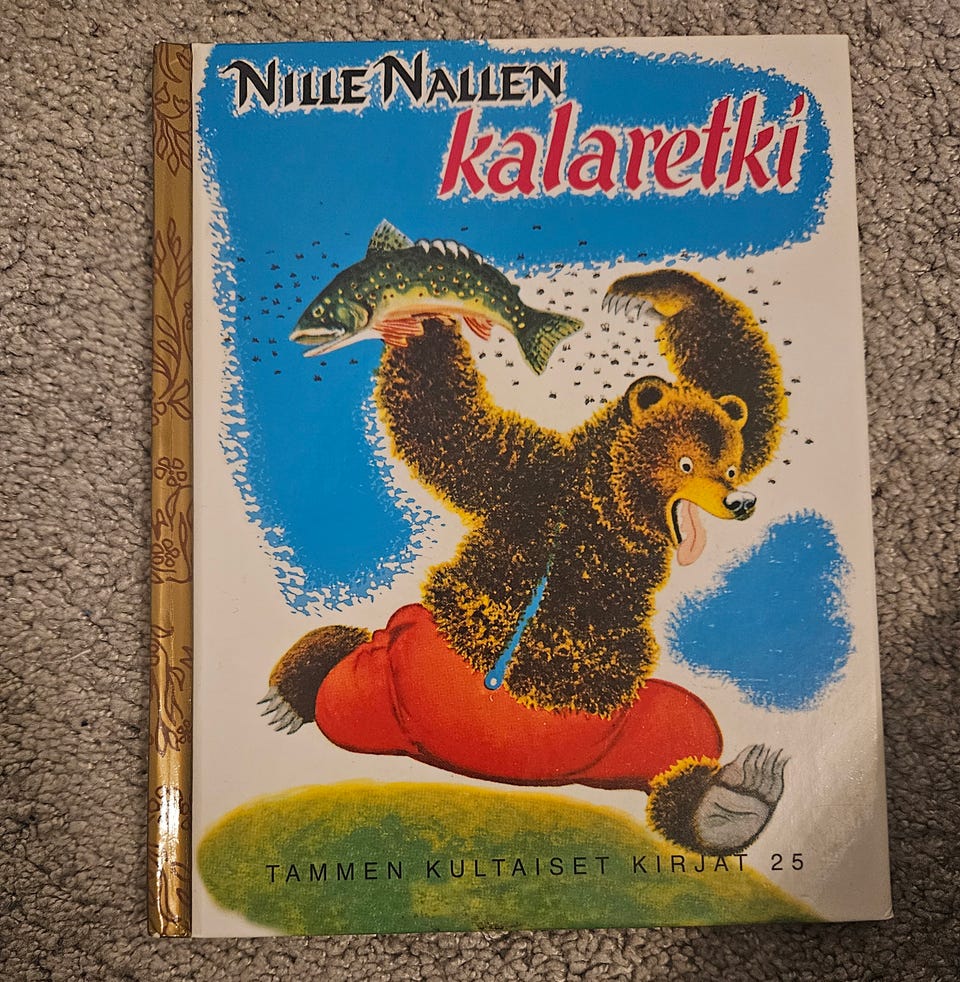 NILLE NALLEN
kalaretki
TAMMEN KULTAISET KIRJAT 25